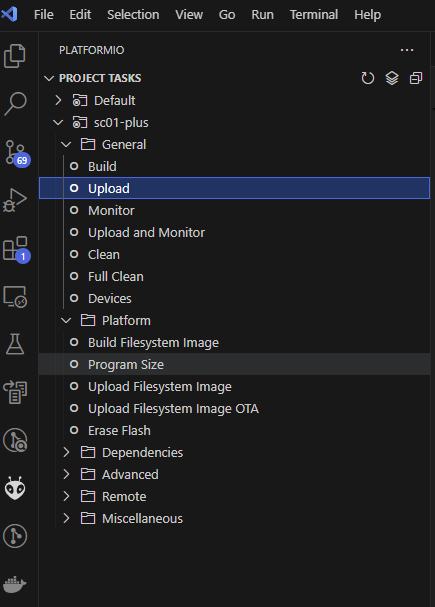 File Edit Selection View Go Run Terminal Help
PLATFORMIO
PROJECT TASKS
Default
sc01-plus
69
General
Build
Upload
Monitor
Upload and Monitor
1
Clean
Full Clean
Devices
Platform
Build Filesystem Image
Program Size
Upload Filesystem Image
Upload Filesystem Image OTA
Erase Flash
Dependencies
Advanced
Remote
Miscellaneous